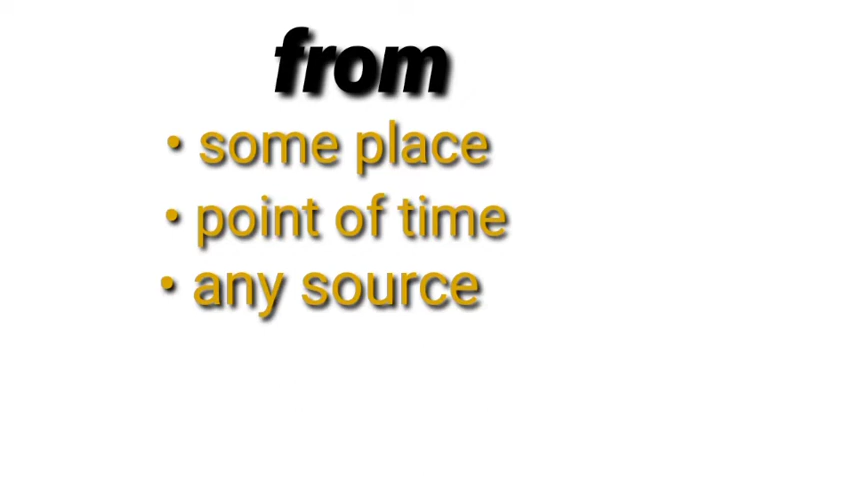 from
• some place
• point of time
• any source